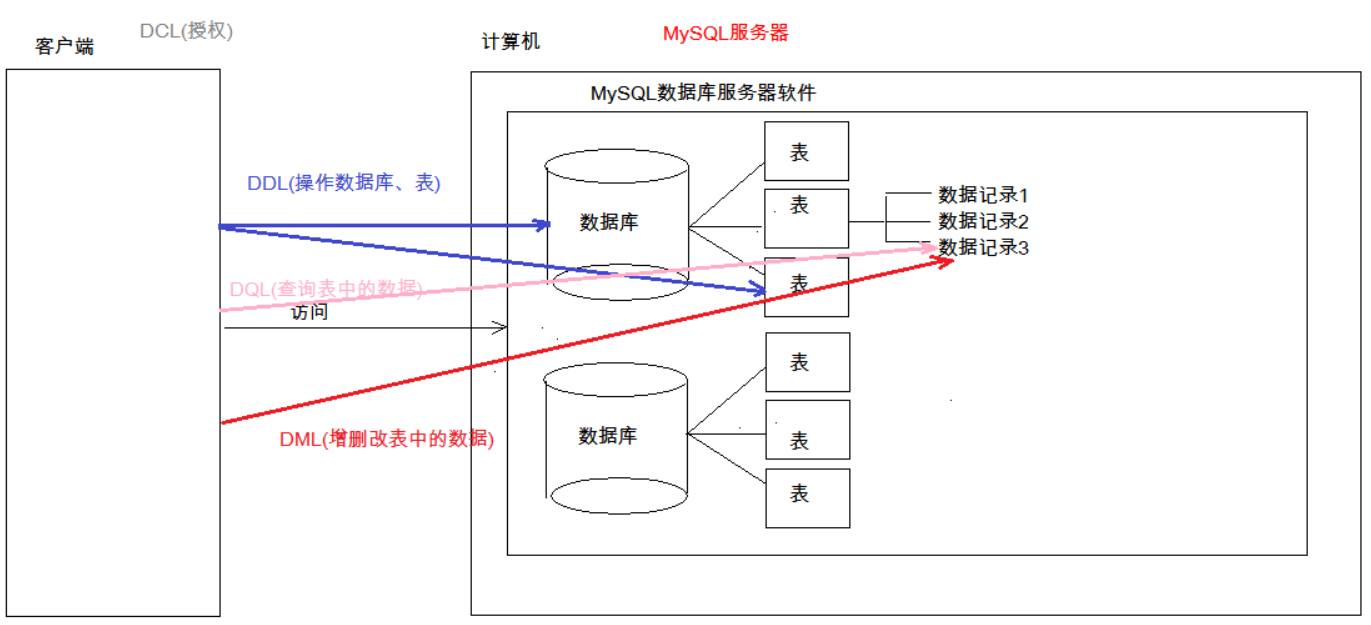 DCL(授权)
客户端
计算机
MySQL服务器
MySQL数据库服务器软件
表
DDL(操作数据库、表)
数据库
表
数据记录1
数据记录2
数据记录3
表
DQL(查询表中的数据)
访问
表
数据库
表
DML(增删改表中的数据)
表